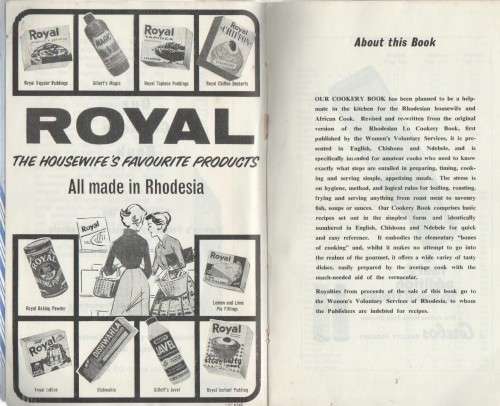 Royal Eggser Puddings
Gillett's Magic
Royal Tapioca Puddings
Royal Chiffon Desserts
ROYAL
THE HOUSEWIFE'S FAVOURITE PRODUCTS
All made in Rhodesia
Royal
ROYAL
Royal Baking Powder
Royal
Lemon and Lime
Pie Fillings
Royal
DISHWHILA
JAVEL
Royal
Gillett's Javel
Royal Instant Pudding
About this Book
OUR COOKERY BOOK has been planned to be a help-
mate in the kitchen for the Rhodesian housewife and
African Cook. Revised and re-written from the original
version of the Rhodesian Lu Cookery Book, first
published by the Women's Voluntary Services, it is pre-
sented in English, Chishona and Ndebele, and is
specifically intended for amateur cooks who need to know
exactly what steps are entailed in preparing, timing, cook-
ing and serving simple, appetising meals. The stress is
on hygiene, method, and logical rules for boiling, roasting,
frying and serving anything from roast meat to savoury
fish, soups or sauces. Our Cookery Book comprises basic
recipes set out in the simplest form and identically
numbered in English, Chishona and Ndebele for quick
and easy reference. It embodies the elementary "bones
of cooking" and, whilst it makes no attempt to go into
the realms of the gourmet, it offers a wide variety of tasty
dishes, easily prepared by the average cook with the
much-needed aid of the vernacular.
Royalties from proceeds of the sale of this book go to
the Women's Voluntary Services of Rhodesia, to whom
the Publishers are indebted for recipes.